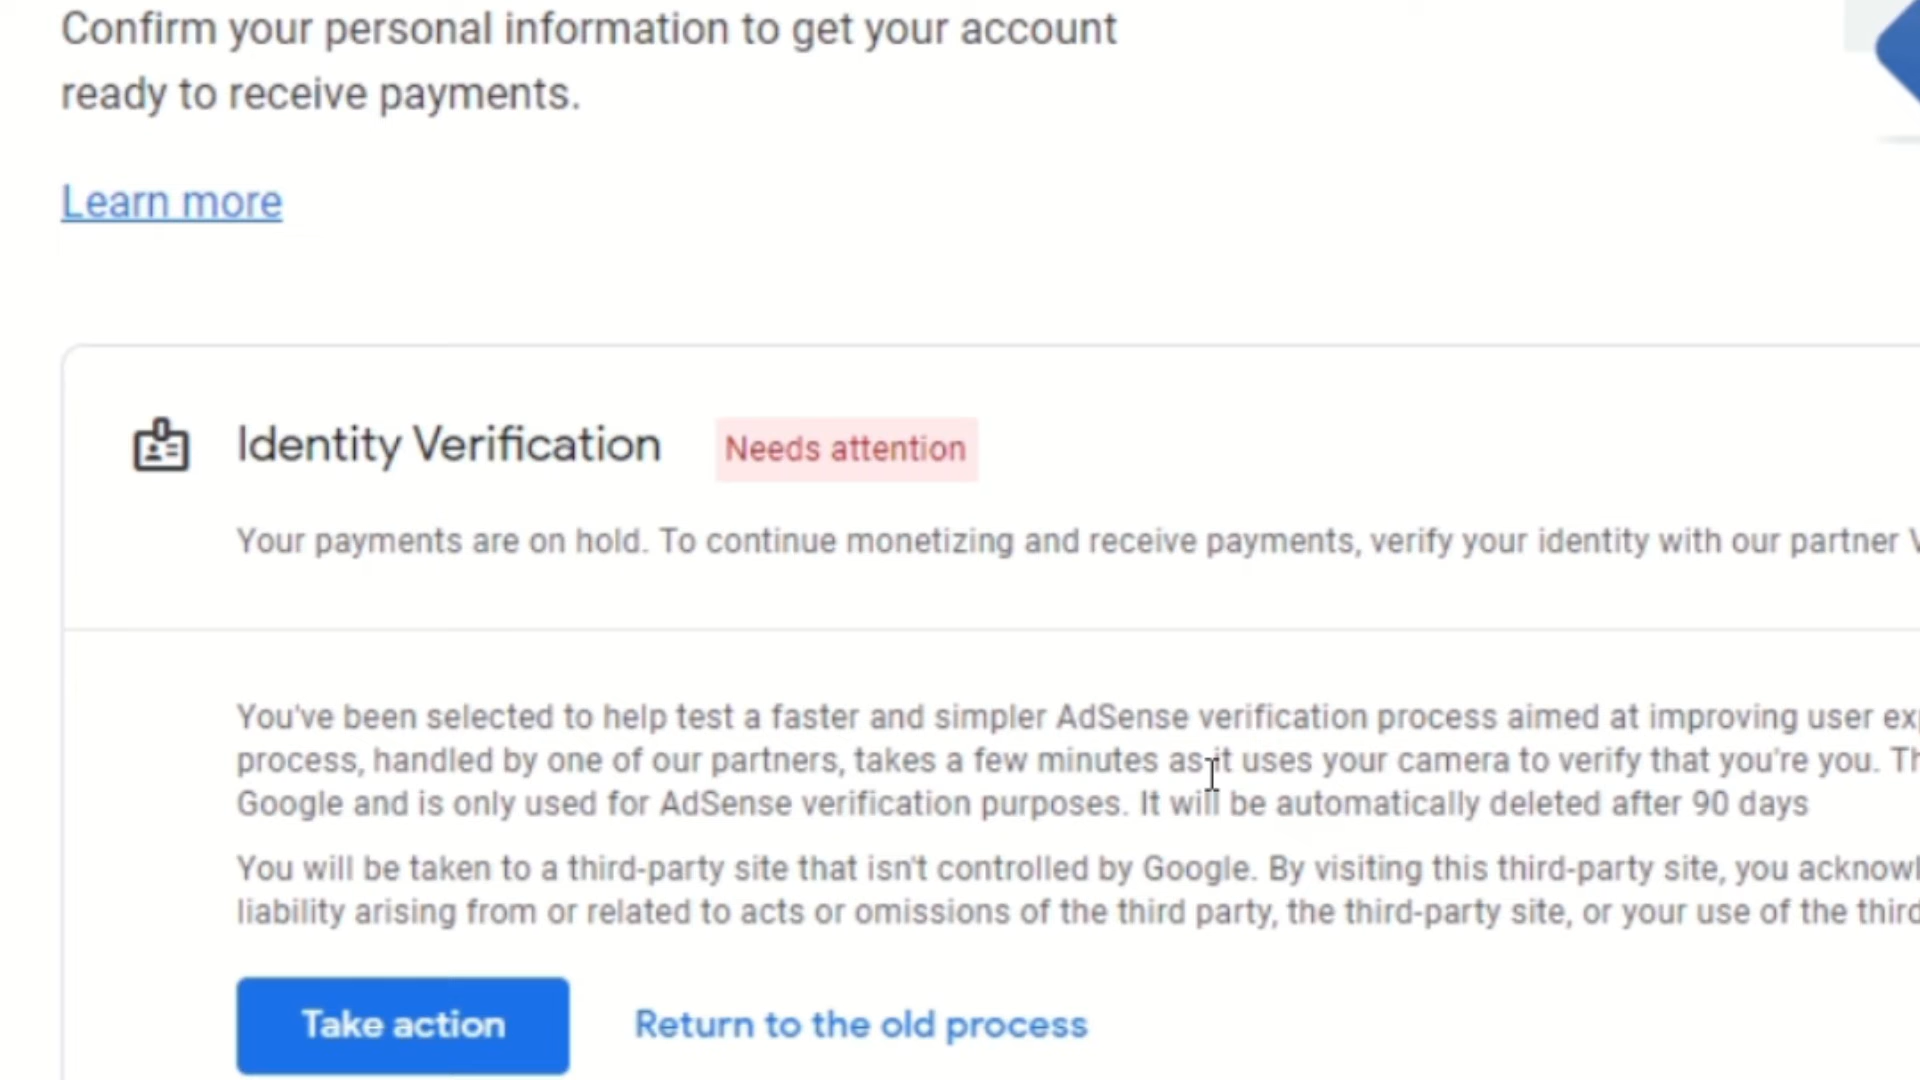 Confirm your personal information to get your account
ready to receive payments.
Learn more
Identity Verification Needs attention
Your payments are on hold. To continue monetizing and receive payments, verify your identity with our partner
You've been selected to help test a faster and simpler AdSense verification process aimed at improving user
process, handled by one of our partners, takes a few minutes as it uses your camera to verify that you're you.
Google and is only used for AdSense verification purposes. It will be automatically deleted after 90 days
You will be taken to a third-party site that isn't controlled by Google. By visiting this third-party site, you
liability arising from or related to acts or omissions of the third party, the third-party site, or your use of the
Take action Return to the old process